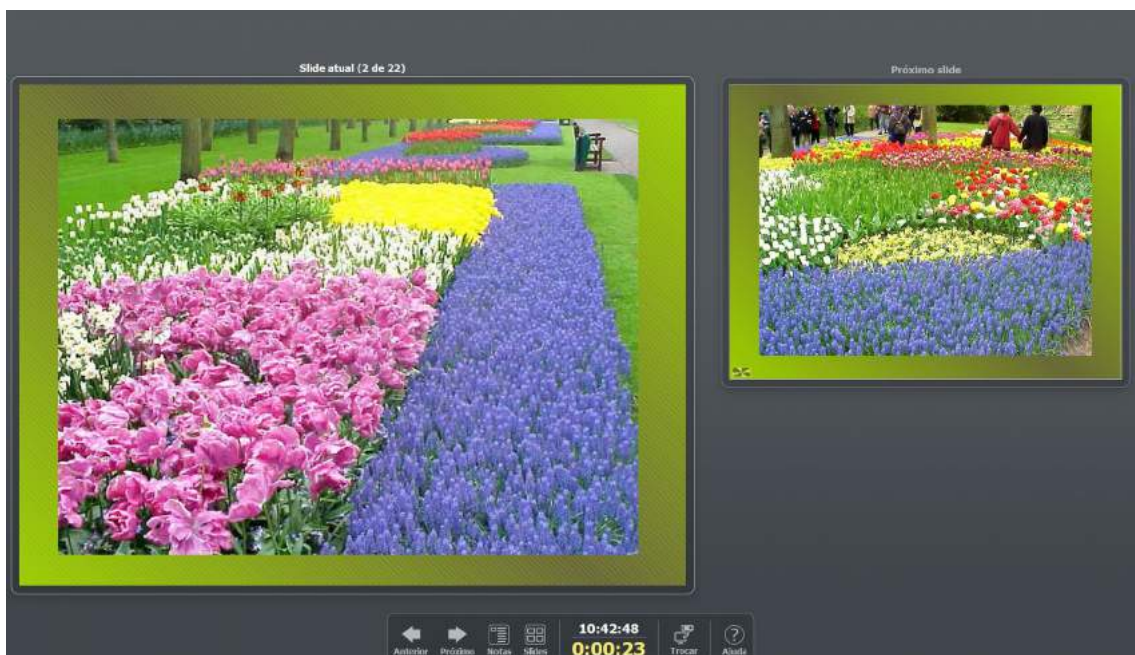 Slide atual (2 de 22)
Próximo slide
10:42:48
0:00:23
Anterior
Próximo
Notas
Slides
Trocar
Ajuda